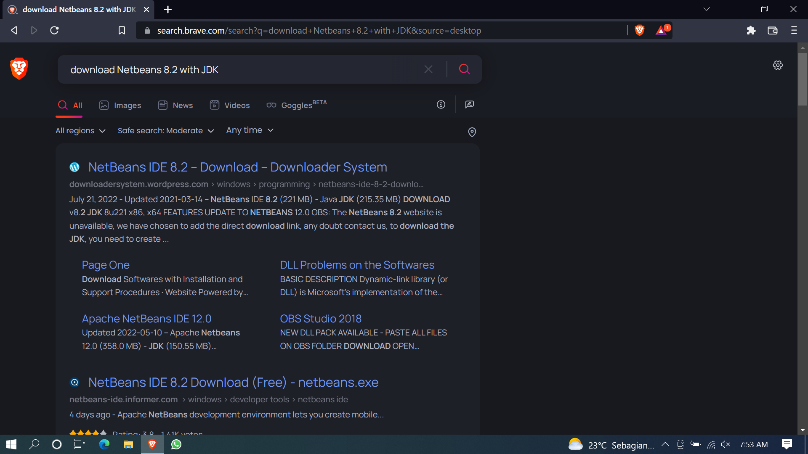 download Netbeans 8.2 with JDK
search.brave.com/search?q=download+Netbeans+8.2+with+JDK&source=desktop
1
download Netbeans 8.2 with JDK
All
Images
News
Videos
Goggles BETA
All regions
Safe search: Moderate
Any time
NetBeans IDE 8.2 – Download – Downloader System
downloadersystem.wordpress.com › windows › programming › netbeans-ide-8-2-downlo...
July 21, 2022 - Updated 2021-03-14 – NetBeans IDE 8.2 (221 MB) - Java JDK (215.35 MB) DOWNLOAD
v8.2 JDK 8u221 x86, x64 FEATURES UPDATE TO NETBEANS 12.0 OBS: The NetBeans 8.2 website is
unavailable, we have chosen to add the direct download link, any doubt contact us, to download the
JDK, you need to create ...
Page One
Download Softwares with Installation and
Support Procedures · Website Powered by...
DLL Problems on the Softwares
BASIC DESCRIPTION Dynamic-link library (or
DLL) is Microsoft's implementation of the...
Apache NetBeans IDE 12.0
Updated 2022-05-10 – Apache Netbeans
12.0 (358.0 MB) - JDK (150.55 MB)...
OBS Studio 2018
NEW DLL PACK AVAILABLE - PASTE ALL FILES
ON OBS FOLDER DOWNLOAD OPEN...
NetBeans IDE 8.2 Download (Free) - netbeans.exe
netbeans-ide.informer.com › windows › developer tools › netbeans ide
4 days ago - Apache NetBeans development environment lets you create mobile...
Rating: 3.8 · 1.41K votes
23°C Sebagian...
7:53 AM